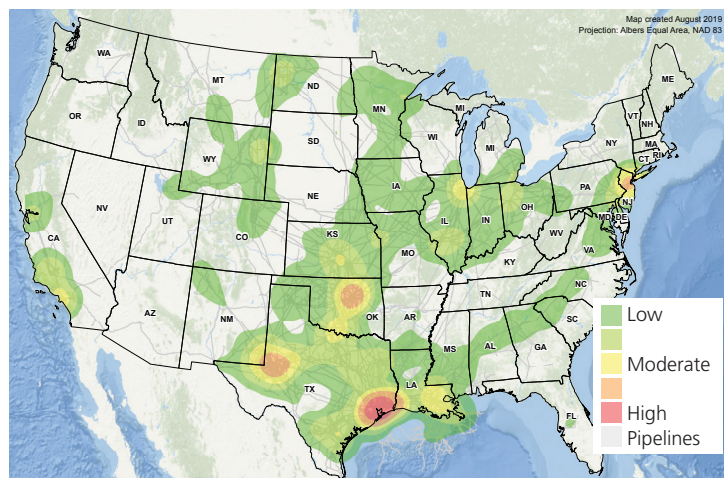 Map created August 2019
Projection: Albers Equal Area, NAD 83
WA
MT
ND
MN
MI
ME
VT
NH
OR
ID
SD
WI
MI
NY
MA
CT
RI
WY
IA
PA
NJ
NE
NV
UT
CO
IL
IN
OH
MD
DE
WV
CA
KS
MO
KY
VA
AZ
NM
OK
AR
TN
NC
SC
TX
LA
MS
AL
GA
FL
Low
Moderate
High
Pipelines